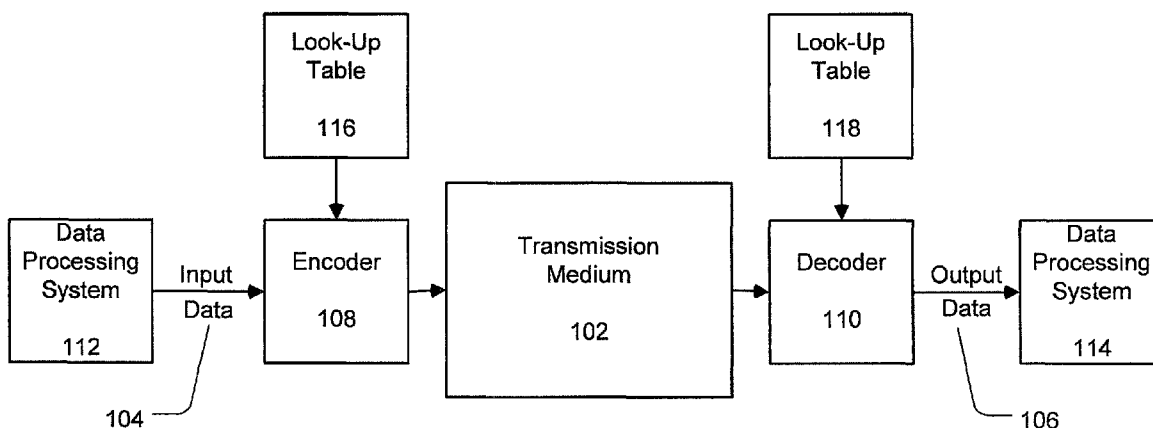 Look-Up
Table
116
Look-Up
Table
118
Data
Processing
System
112
Input
Data
104
Encoder
108
Transmission
Medium
102
Decoder
110
Output
Data
106
Data
Processing
System
114